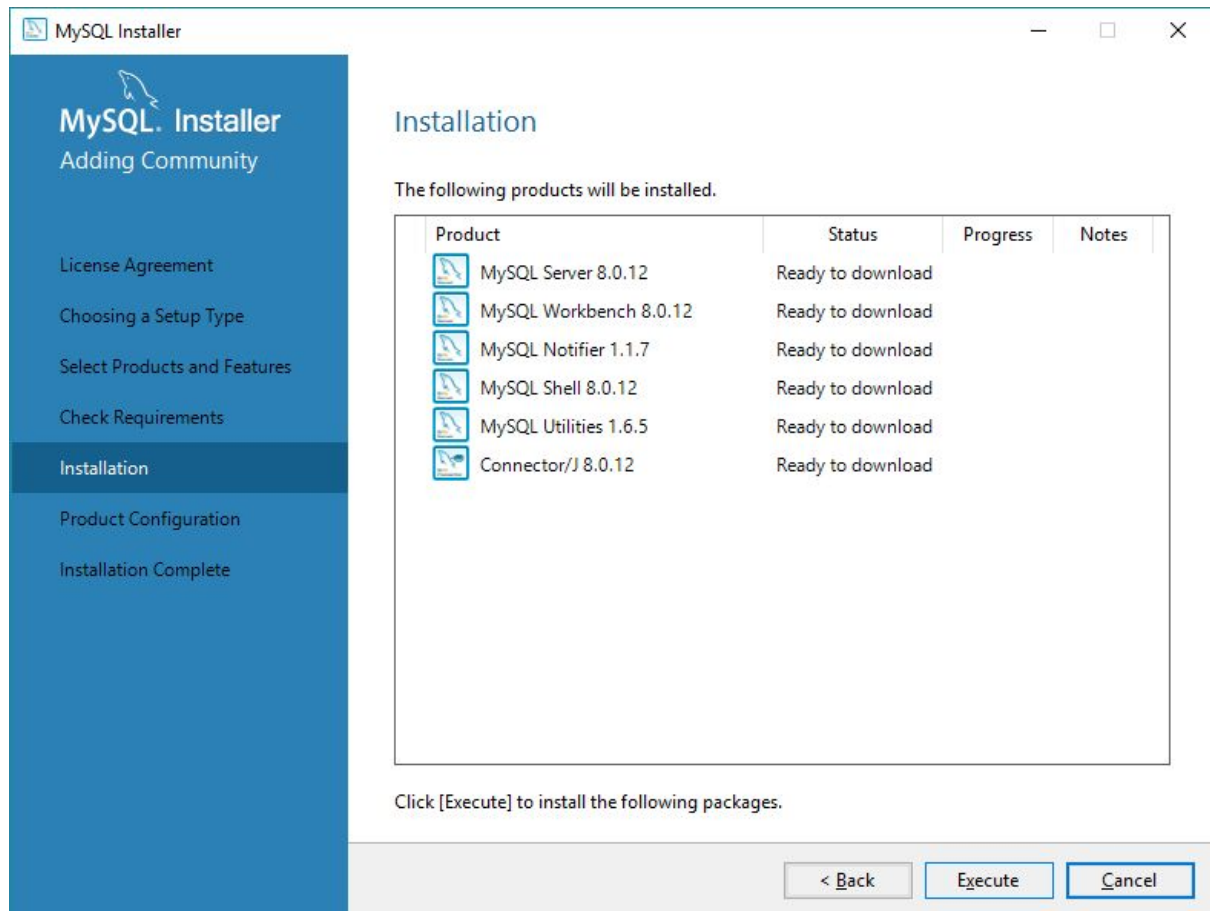 MySQL Installer
MySQL. Installer
Adding Community
License Agreement
Choosing a Setup Type
Select Products and Features
Check Requirements
Installation
Product Configuration
Installation Complete
Installation
The following products will be installed.
Product Status Progress Notes
MySQL Server 8.0.12 Ready to download
MySQL Workbench 8.0.12 Ready to download
MySQL Notifier 1.1.7 Ready to download
MySQL Shell 8.0.12 Ready to download
MySQL Utilities 1.6.5 Ready to download
Connector/J 8.0.12 Ready to download
Click [Execute] to install the following packages.
< Back Execute Cancel